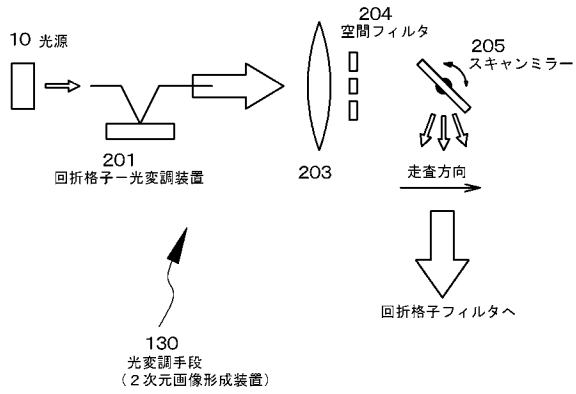 10 光源
204
空間フィルタ
205
スキャンミラー
201
回折格子－光変調装置
203
走査方向
回折格子フィルタへ
130
光変調手段
（２次元画像形成装置）